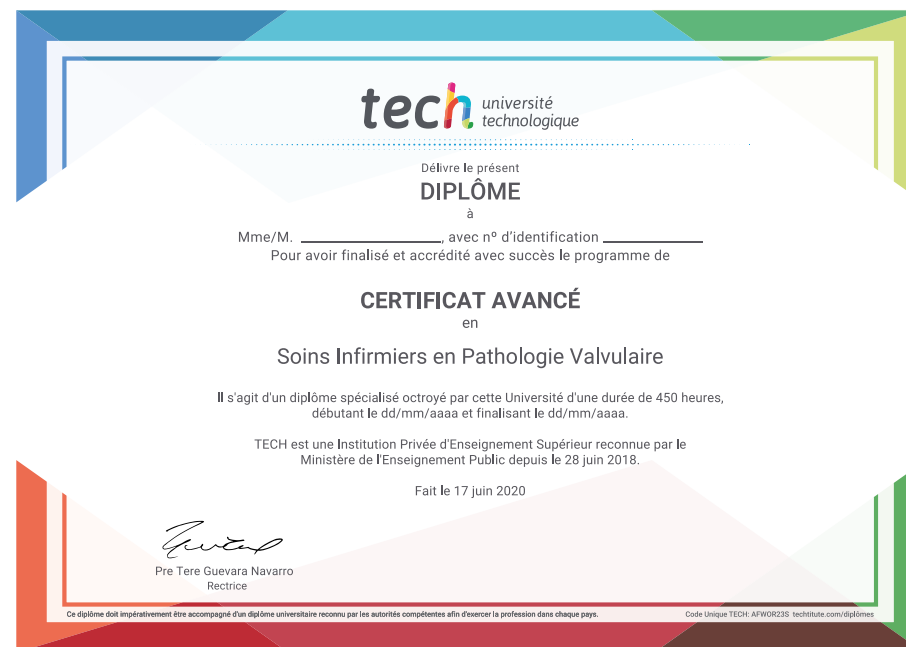 tech université
technologique
Délivre le présent
DIPLÔME
à
Mme/M. ____________________, avec nº d'identification ______________
Pour avoir finalisé et accrédité avec succès le programme de
CERTIFICAT AVANCÉ
en
Soins Infirmiers en Pathologie Valvulaire
Il s'agit d'un diplôme spécialisé octroyé par cette Université d'une durée de 450 heures,
débutant le dd/mm/aaaa et finalisant le dd/mm/aaaa.
TECH est une Institution Privée d'Enseignement Supérieur reconnue par le
Ministère de l'Enseignement Public depuis le 28 juin 2018.
Fait le 17 juin 2020
Pre Tere Guevara Navarro
Rectrice
Ce diplôme doit impérativement être accompagné d'un diplôme universitaire reconnu par les autorités compétentes afin d'exercer la profession dans chaque pays.
Code Unique TECH: AFWOR23S techtitute.com/diplômes